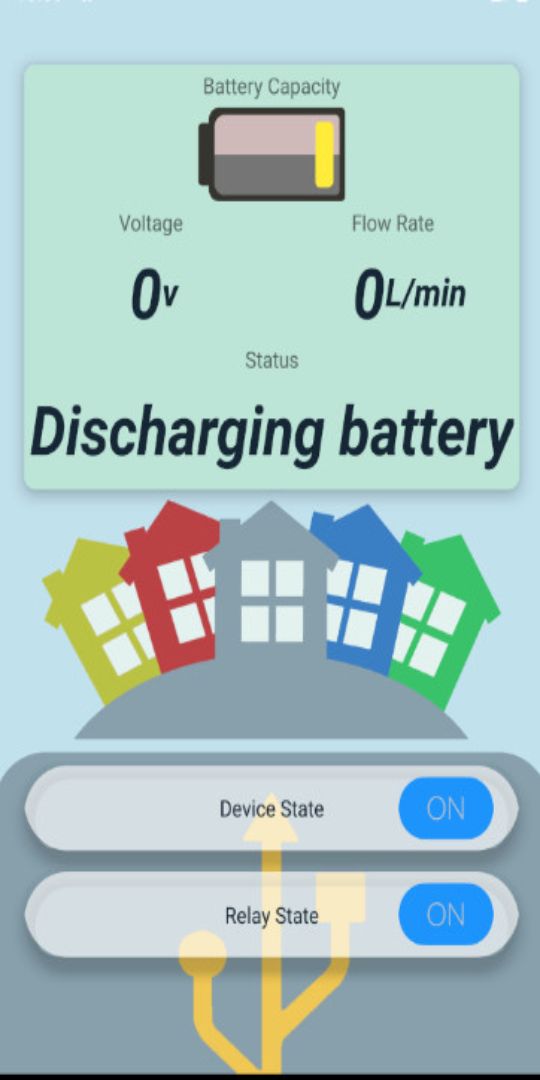 Battery Capacity
Voltage Flow Rate
0v 0L/min
Status
Discharging battery
Device State ON
Relay State ON